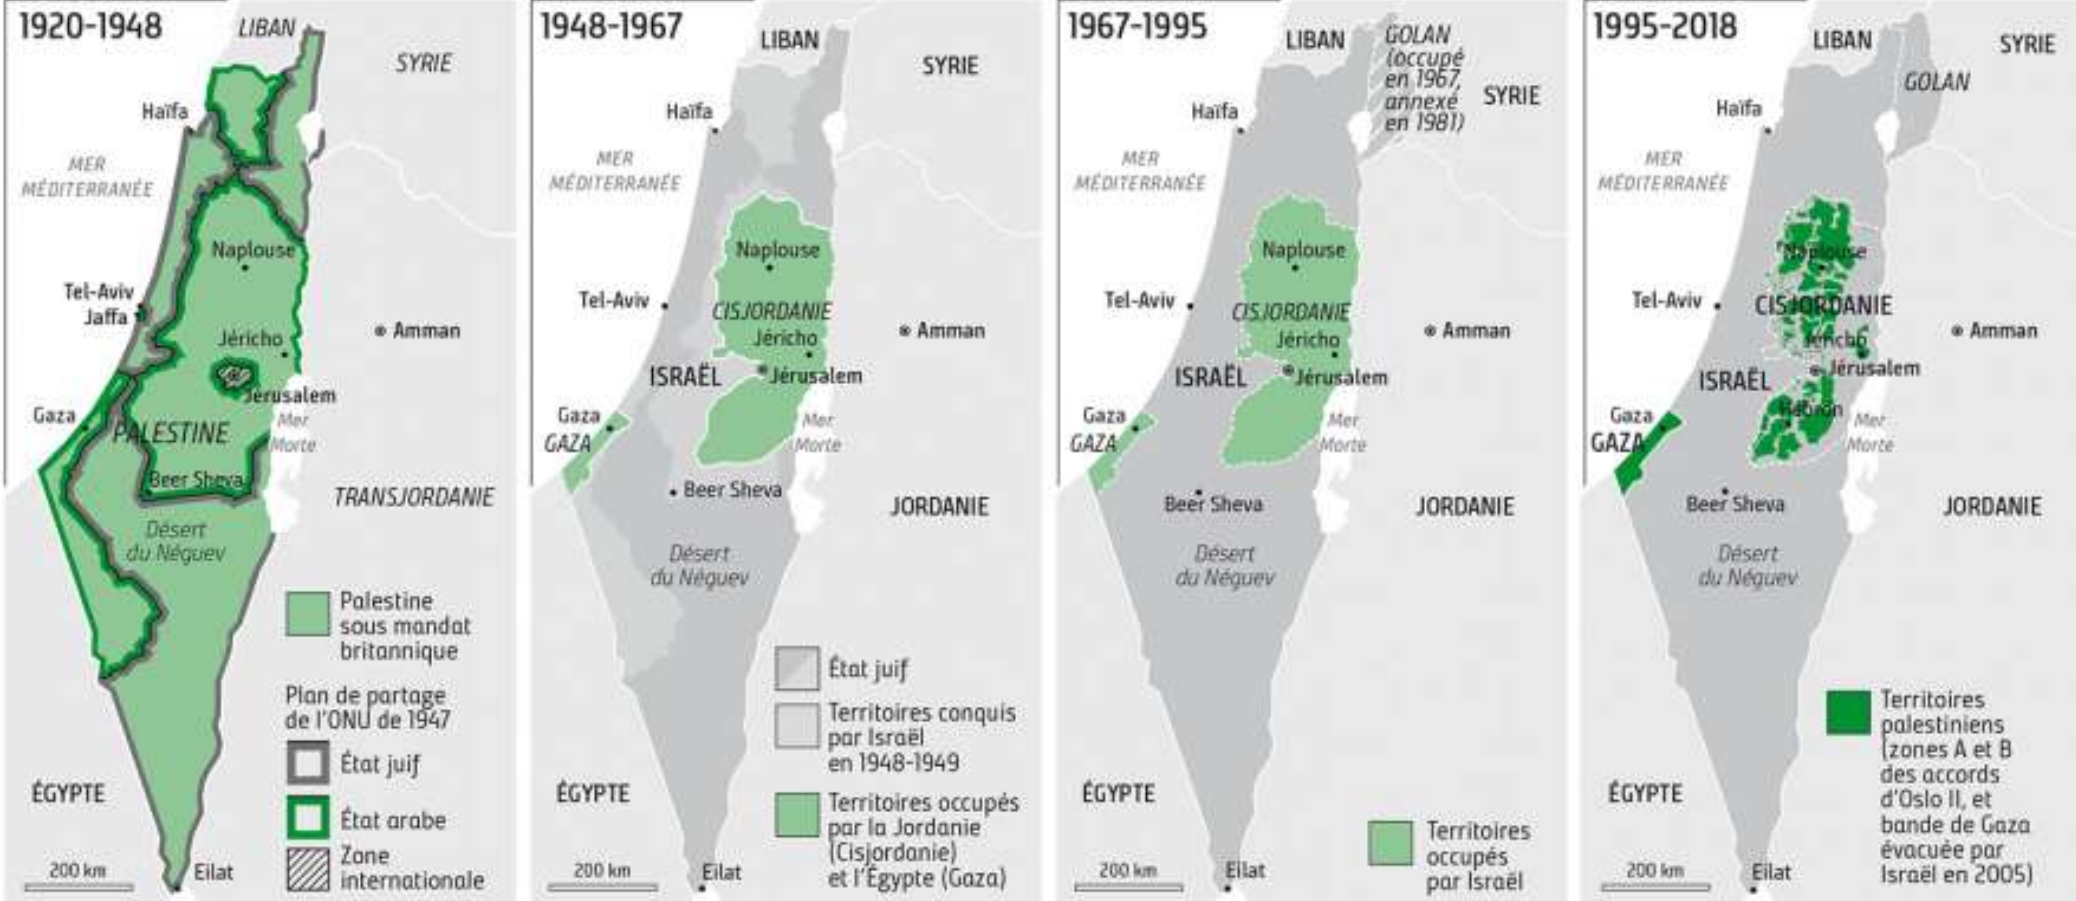 1920-1948
LIBAN
SYRIE
Haïfa
MER
MÉDITERRANÉE
Naplouse
Tel-Aviv
Jaffa
Amman
Jéricho
Jérusalem
Gaza
PALESTINE
Mer
Morte
Beer Sheva
TRANSJORDANIE
Désert
du Néguev
Palestine
sous mandat
britannique
Plan de partage
de l'ONU de 1947
État juif
ÉGYPTE
État arabe
Zone
internationale
200 km
Eilat
1948-1967
LIBAN
SYRIE
Haïfa
MER
MÉDITERRANÉE
Naplouse
Tel-Aviv
CISJORDANIE
Amman
Jéricho
ISRAËL
Jérusalem
Gaza
GAZA
Mer
Morte
Beer Sheva
JORDANIE
Désert
du Néguev
État juif
Territoires conquis
par Israël
en 1948-1949
ÉGYPTE
Territoires occupés
par la Jordanie
(Cisjordanie)
et l'Égypte (Gaza)
200 km
Eilat
1967-1995
LIBAN
GOLAN
(occupé
en 1967,
annexé
en 1981)
SYRIE
Haïfa
MER
MÉDITERRANÉE
Naplouse
Tel-Aviv
CISJORDANIE
Amman
Jéricho
ISRAËL
Jérusalem
Gaza
GAZA
Mer
Morte
Beer Sheva
JORDANIE
Désert
du Néguev
ÉGYPTE
Territoires
occupés
par Israël
200 km
Eilat
1995-2018
LIBAN
SYRIE
GOLAN
Haïfa
MER
MÉDITERRANÉE
Naplouse
Tel-Aviv
CISJORDANIE
Amman
Jéricho
ISRAËL
Jérusalem
Hébron
Gaza
GAZA
Mer
Morte
Beer Sheva
JORDANIE
Désert
du Néguev
Territoires
palestiniens
(zones A et B
des accords
d'Oslo II, et
bande de Gaza
évacuée par
Israël en 2005)
ÉGYPTE
200 km
Eilat